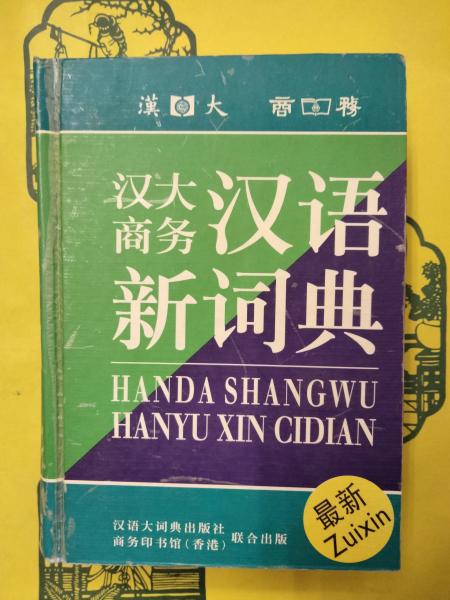 漢大 商務
汉大
商务
汉语
新词典
HANDA SHANGWU
HANYU XIN CIDIAN
最新
Zuixin
汉语大词典出版社
商务印书馆(香港)
联合出版